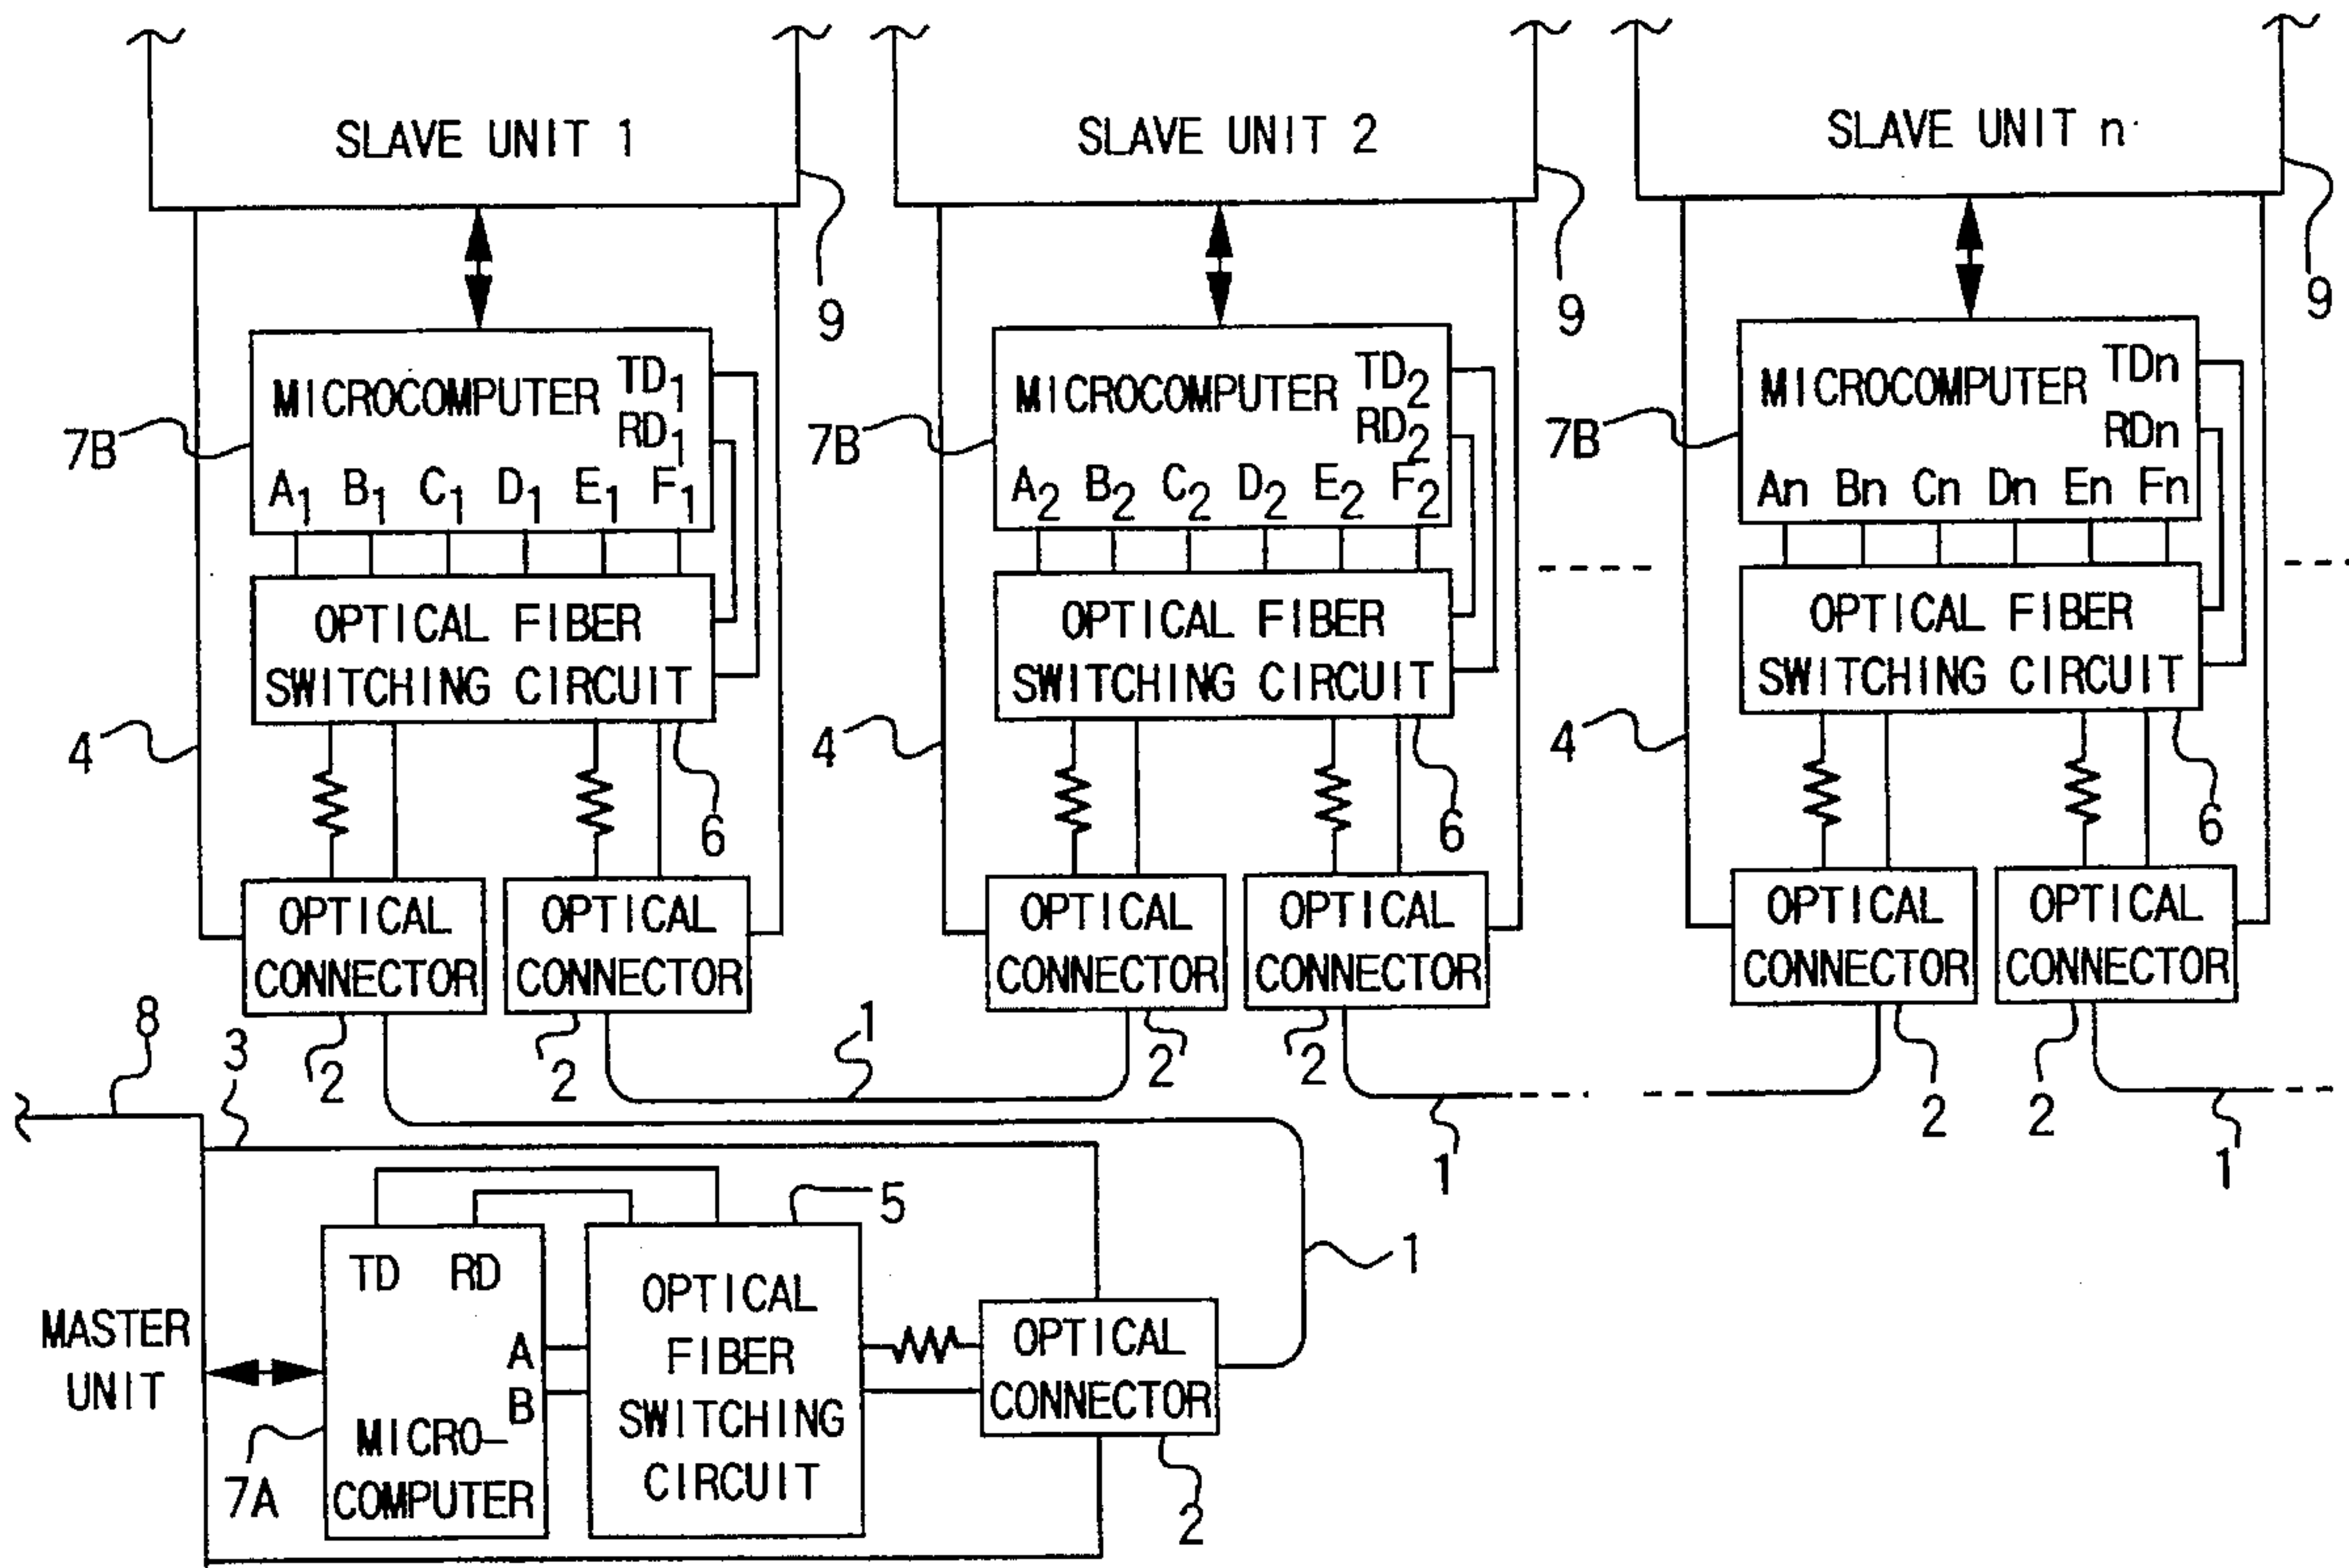 SLAVE UNIT 1
SLAVE UNIT 2
SLAVE UNIT n
9
9
9
MICROCOMPUTER
TD1
RD1
A1 B1 C1 D1 E1 F1
7B
MICROCOMPUTER
TD2
RD2
A2 B2 C2 D2 E2 F2
7B
MICROCOMPUTER
TDn
RDn
An Bn Cn Dn En Fn
7B
OPTICAL FIBER
SWITCHING CIRCUIT
OPTICAL FIBER
SWITCHING CIRCUIT
OPTICAL FIBER
SWITCHING CIRCUIT
4
6
4
6
4
6
OPTICAL
CONNECTOR
OPTICAL
CONNECTOR
OPTICAL
CONNECTOR
OPTICAL
CONNECTOR
OPTICAL
CONNECTOR
OPTICAL
CONNECTOR
8
3
2
2
1
2
2
1
2
2
1
1
5
TD RD
A
B
MICRO-
COMPUTER
OPTICAL
FIBER
SWITCHING
CIRCUIT
OPTICAL
CONNECTOR
MASTER
UNIT
7A
2